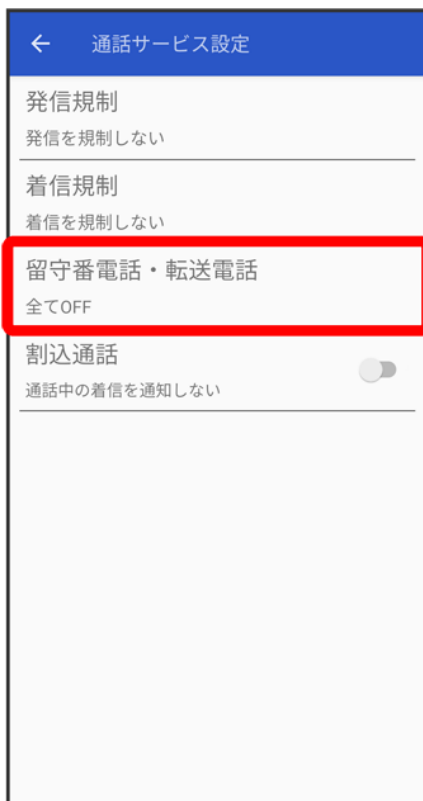 通話サービス設定
発信規制
発信を規制しない
着信規制
着信を規制しない
留守番電話・転送電話
全てOFF
割込通話
通話中の着信を通知しない